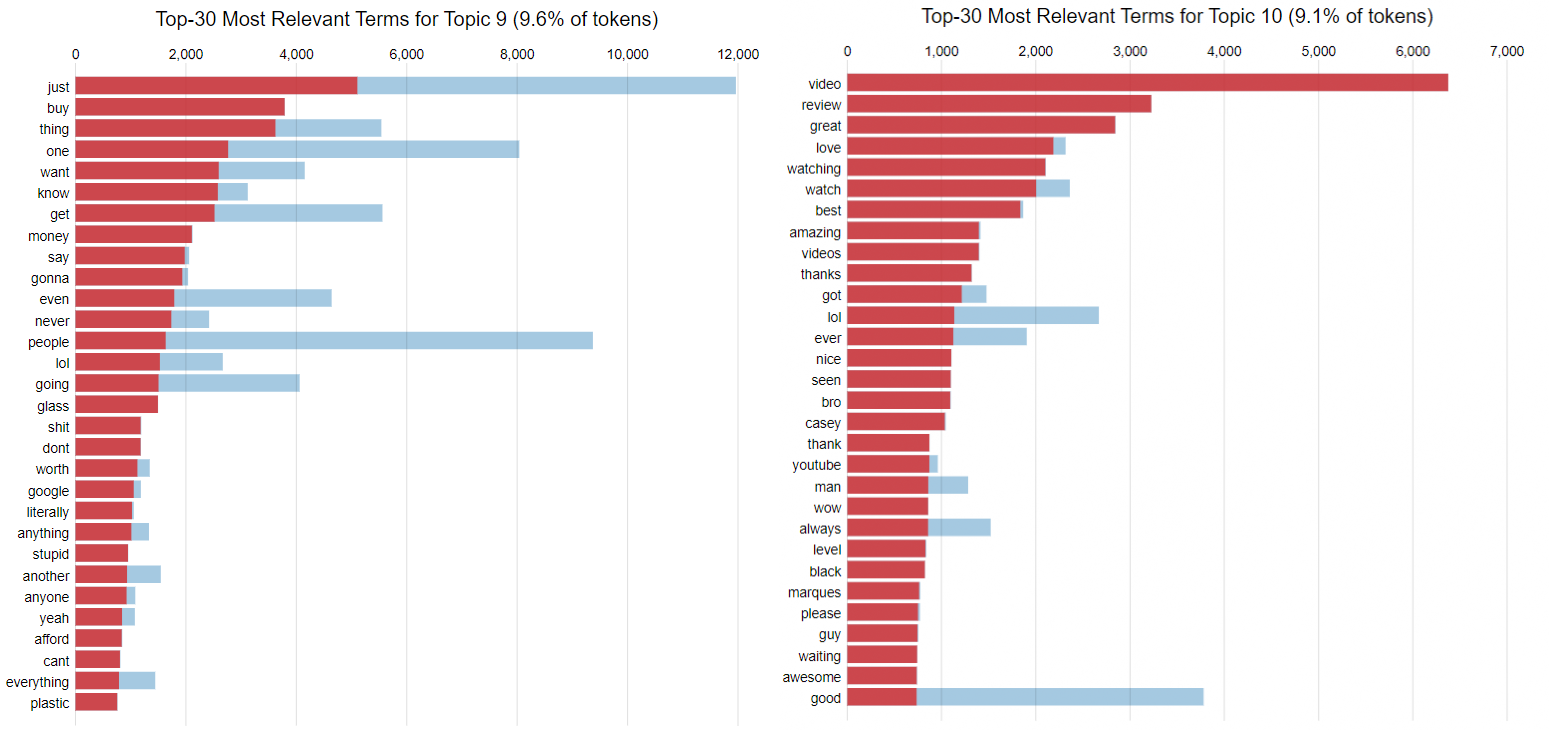 Top-30 Most Relevant Terms for Topic 9 (9.6% of tokens)
0 2,000 4,000 6,000 8,000 10,000 12,000
just
buy
thing
one
want
know
get
money
say
gonna
even
never
people
lol
going
glass
shit
dont
worth
google
literally
anything
stupid
another
anyone
yeah
afford
cant
everything
plastic
Top-30 Most Relevant Terms for Topic 10 (9.1% of tokens)
0 1,000 2,000 3,000 4,000 5,000 6,000 7,000
video
review
great
love
watching
watch
best
amazing
videos
thanks
got
lol
ever
nice
seen
bro
casey
thank
youtube
man
wow
always
level
black
marques
please
guy
waiting
awesome
good